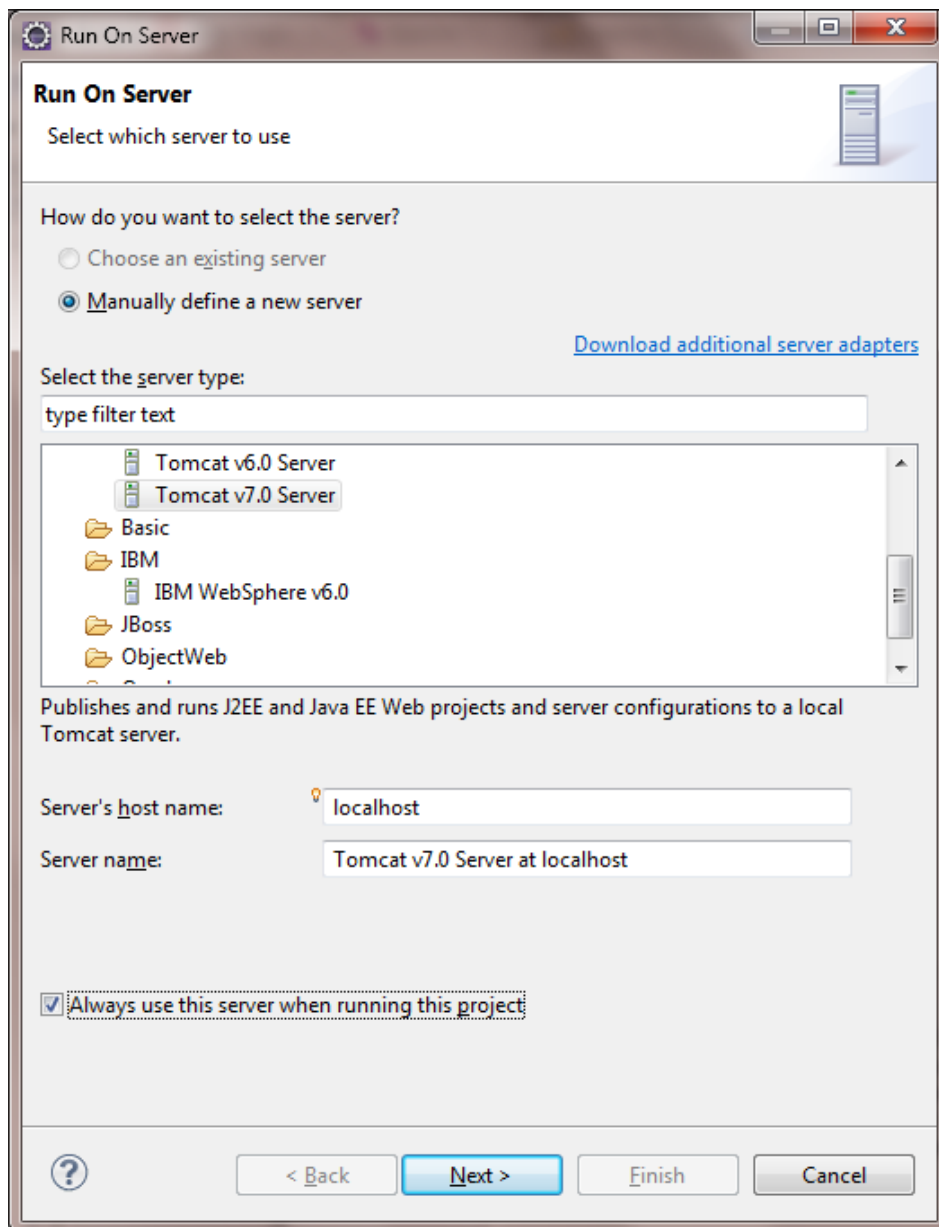 Run On Server
Run On Server
Select which server to use
How do you want to select the server?
Choose an existing server
Manually define a new server
Download additional server adapters
Select the server type:
type filter text
Tomcat v6.0 Server
Tomcat v7.0 Server
Basic
IBM
IBM WebSphere v6.0
JBoss
ObjectWeb
Publishes and runs J2EE and Java EE Web projects and server configurations to a local
Tomcat server.
Server's host name: localhost
Server name: Tomcat v7.0 Server at localhost
Always use this server when running this project
? < Back Next > Finish Cancel